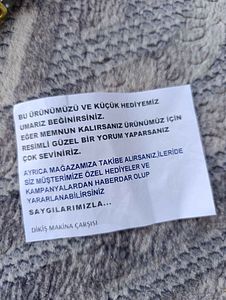 BU ÜRÜNÜMÜZÜ VE KÜÇÜK HEDİYEMİZ
UMARIZ BEĞİNİRSİNİZ.
EĞER MEMNUN KALIRSANIZ ÜRÜNÜMÜZ İÇİN
RESİMLİ GÜZEL BİR YORUM YAPARSANIZ
ÇOK SEVİNİRİZ.
AYRICA MAĞAZAMIZA TAKİBE ALIRSANIZ,İLERİDE
SİZ MÜŞTERİMİZE ÖZEL HEDİYELER VE
KAMPANYALARDAN HABERDAR OLUP
YARARLANABİLİRSİNİZ
SAYGILARIMIZLA...
DİKİŞ MAKİNA ÇARŞISI